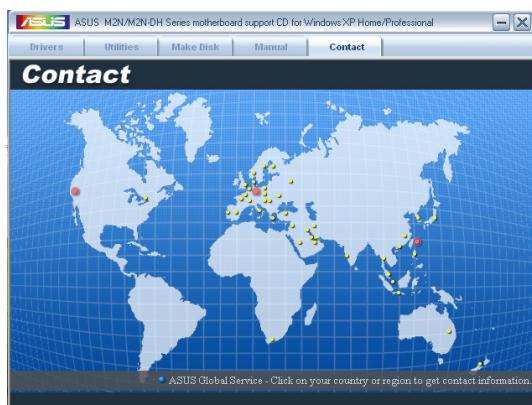 ASUS ASUS M2N/M2N-DH Series motherboard support CD for Windows XP Home/Professional
Drivers Utilities Make Disk Manual Contact
Contact
ASUS Global Service - Click on your country or region to get contact information.